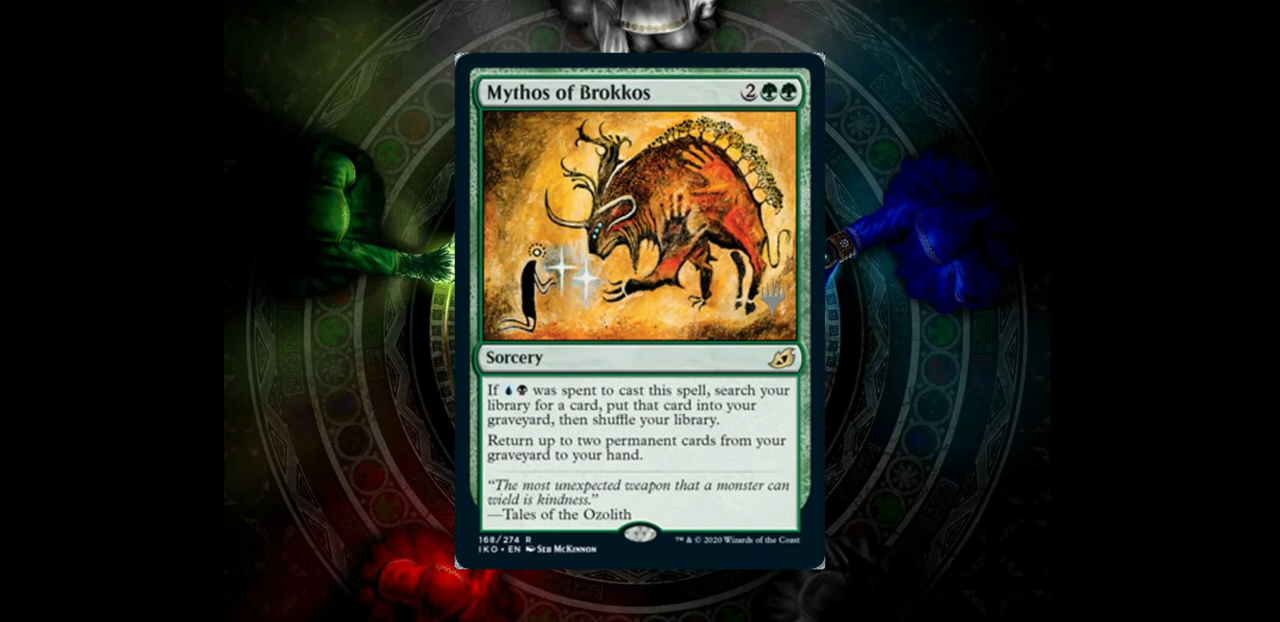 Mythos of Brokkos 2
Sorcery
If was spent to cast this spell, search your
library for a card, put that card into your
graveyard, then shuffle your library.
Return up to two permanent cards from your
graveyard to your hand.
“The most unexpected weapon that a monster can
wield is kindness.”
—Tales of the Ozolith
168/274 R
IKO • EN Seb McKinnon
™ & © 2020 Wizards of the Coast